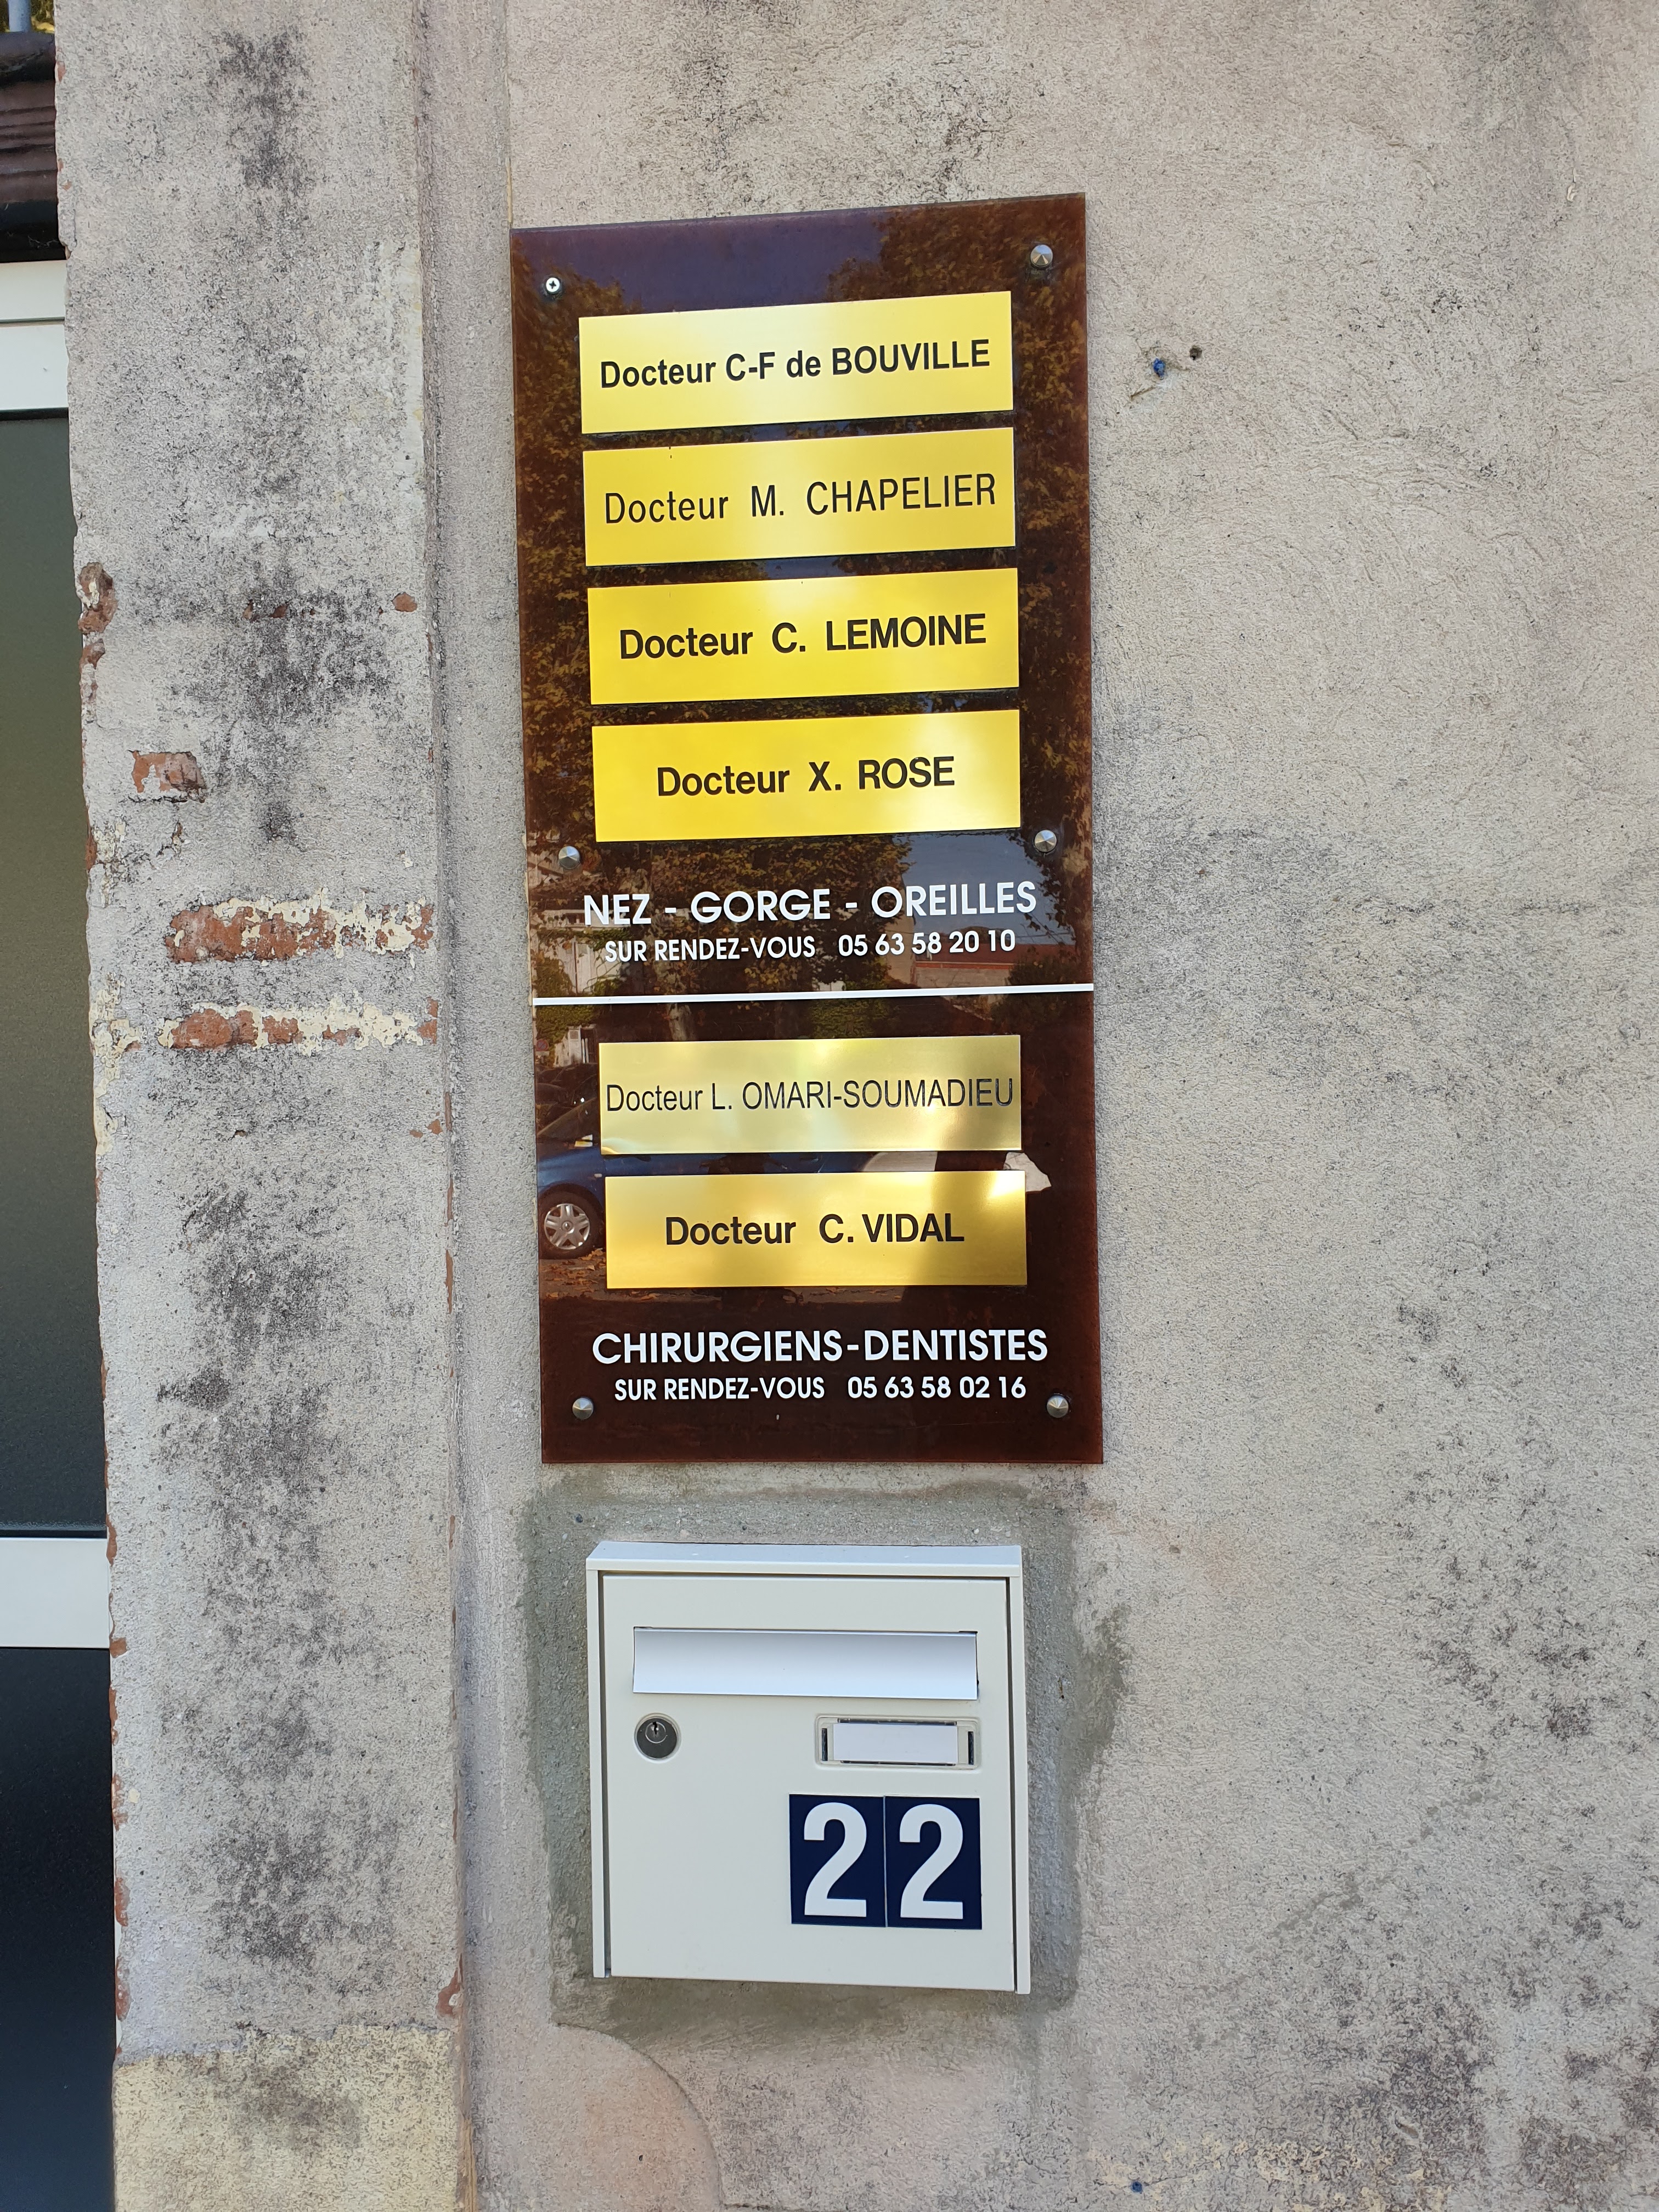 Docteur C-F de BOUVILLE
Docteur M. CHAPELIER
Docteur C. LEMOINE
Docteur X. ROSE
NEZ - GORGE - OREILLES
SUR RENDEZ-VOUS 05 63 58 20 10
Docteur L. OMARI-SOUMADIEU
Docteur C. VIDAL
CHIRURGIENS-DENTISTES
SUR RENDEZ-VOUS 05 63 58 02 16
22